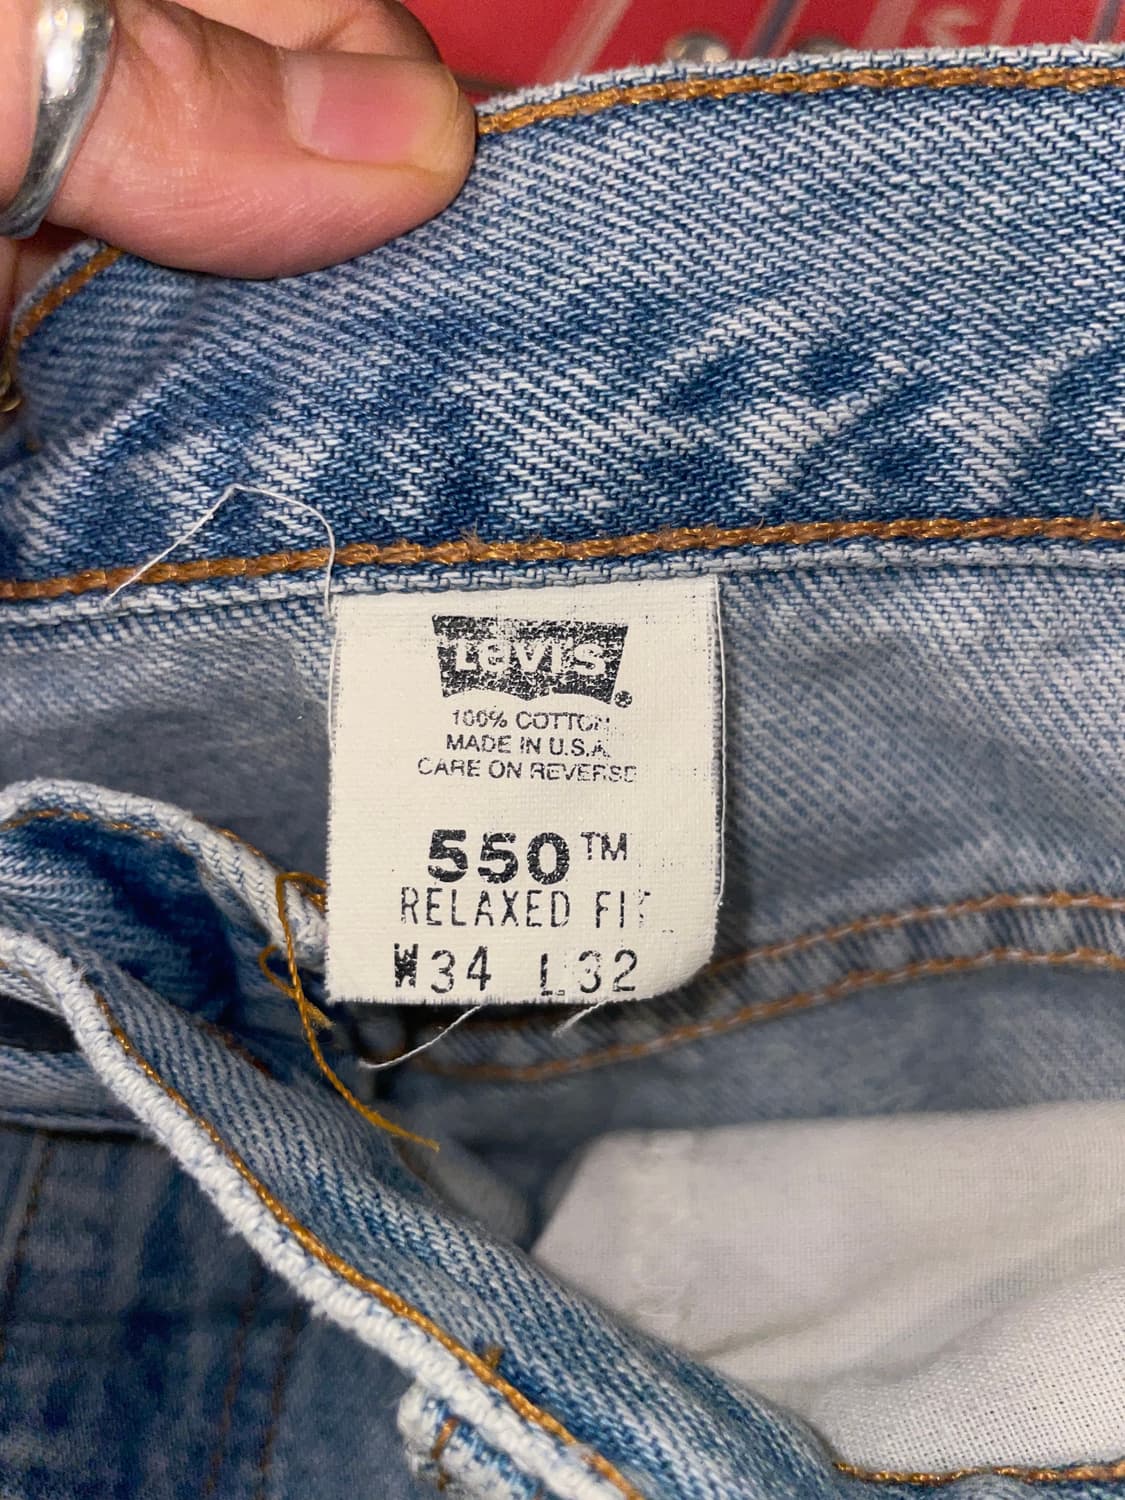 LEVI'S®
100% COTTON
MADE IN U.S.A.
CARE ON REVERSE
550™
RELAXED FIT
W34 L32